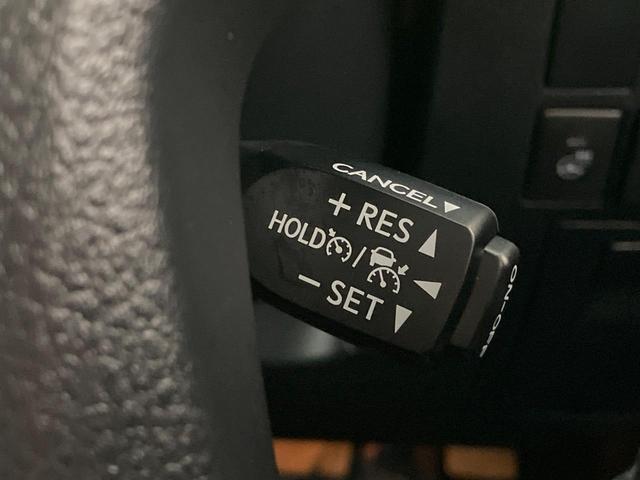 CANCEL
+ RES
HOLD /
− SET
ON-OFF